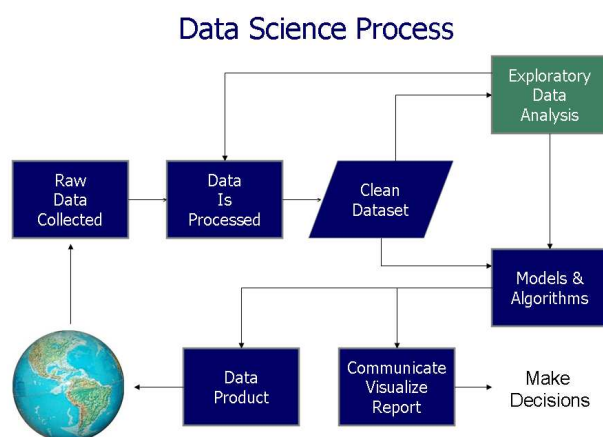 Data Science Process
Exploratory
Data
Analysis
Raw
Data
Collected
Data
Is
Processed
Clean
Dataset
Models &
Algorithms
Data
Product
Communicate
Visualize
Report
Make
Decisions